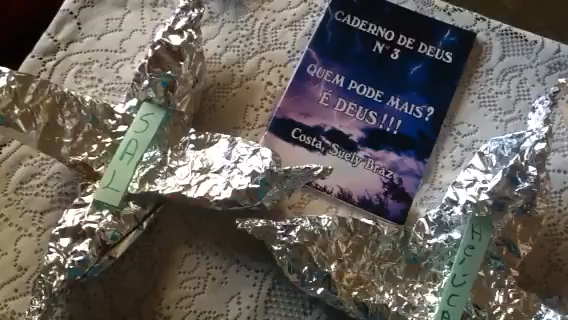 CADERNO DE DEUS
Nº 3
QUEM PODE MAIS?
É DEUS!!!
Costa, Suely Braz
SAL